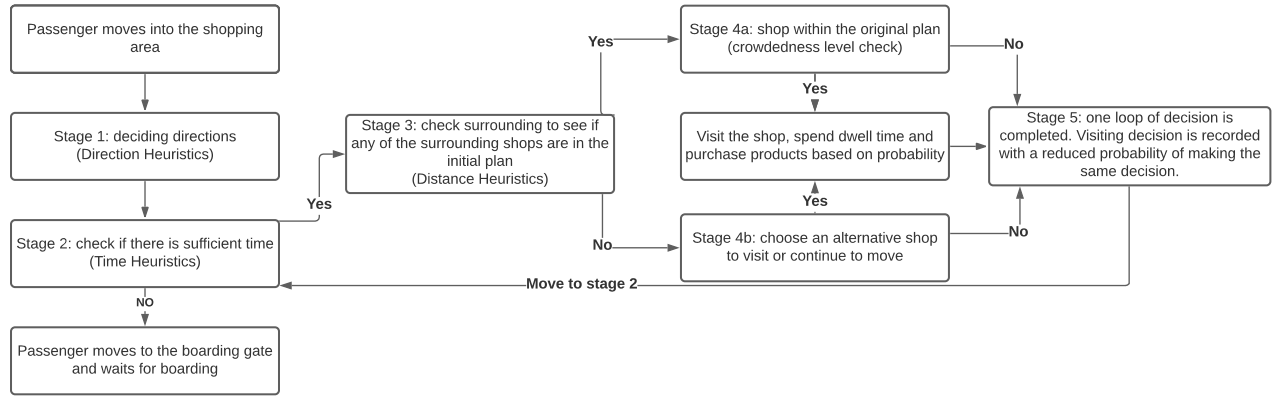 Passenger moves into the shopping
area
Stage 1: deciding directions
(Direction Heuristics)
Stage 2: check if there is sufficient time
(Time Heuristics)
NO
Passenger moves to the boarding gate
and waits for boarding
Yes
Stage 3: check surrounding to see if
any of the surrounding shops are in the
initial plan
(Distance Heuristics)
Yes
No
Stage 4a: shop within the original plan
(crowdedness level check)
Yes
Visit the shop, spend dwell time and
purchase products based on probability
Yes
Stage 4b: choose an alternative shop
to visit or continue to move
No
No
Stage 5: one loop of decision is
completed. Visiting decision is recorded
with a reduced probability of making the
same decision.
Move to stage 2